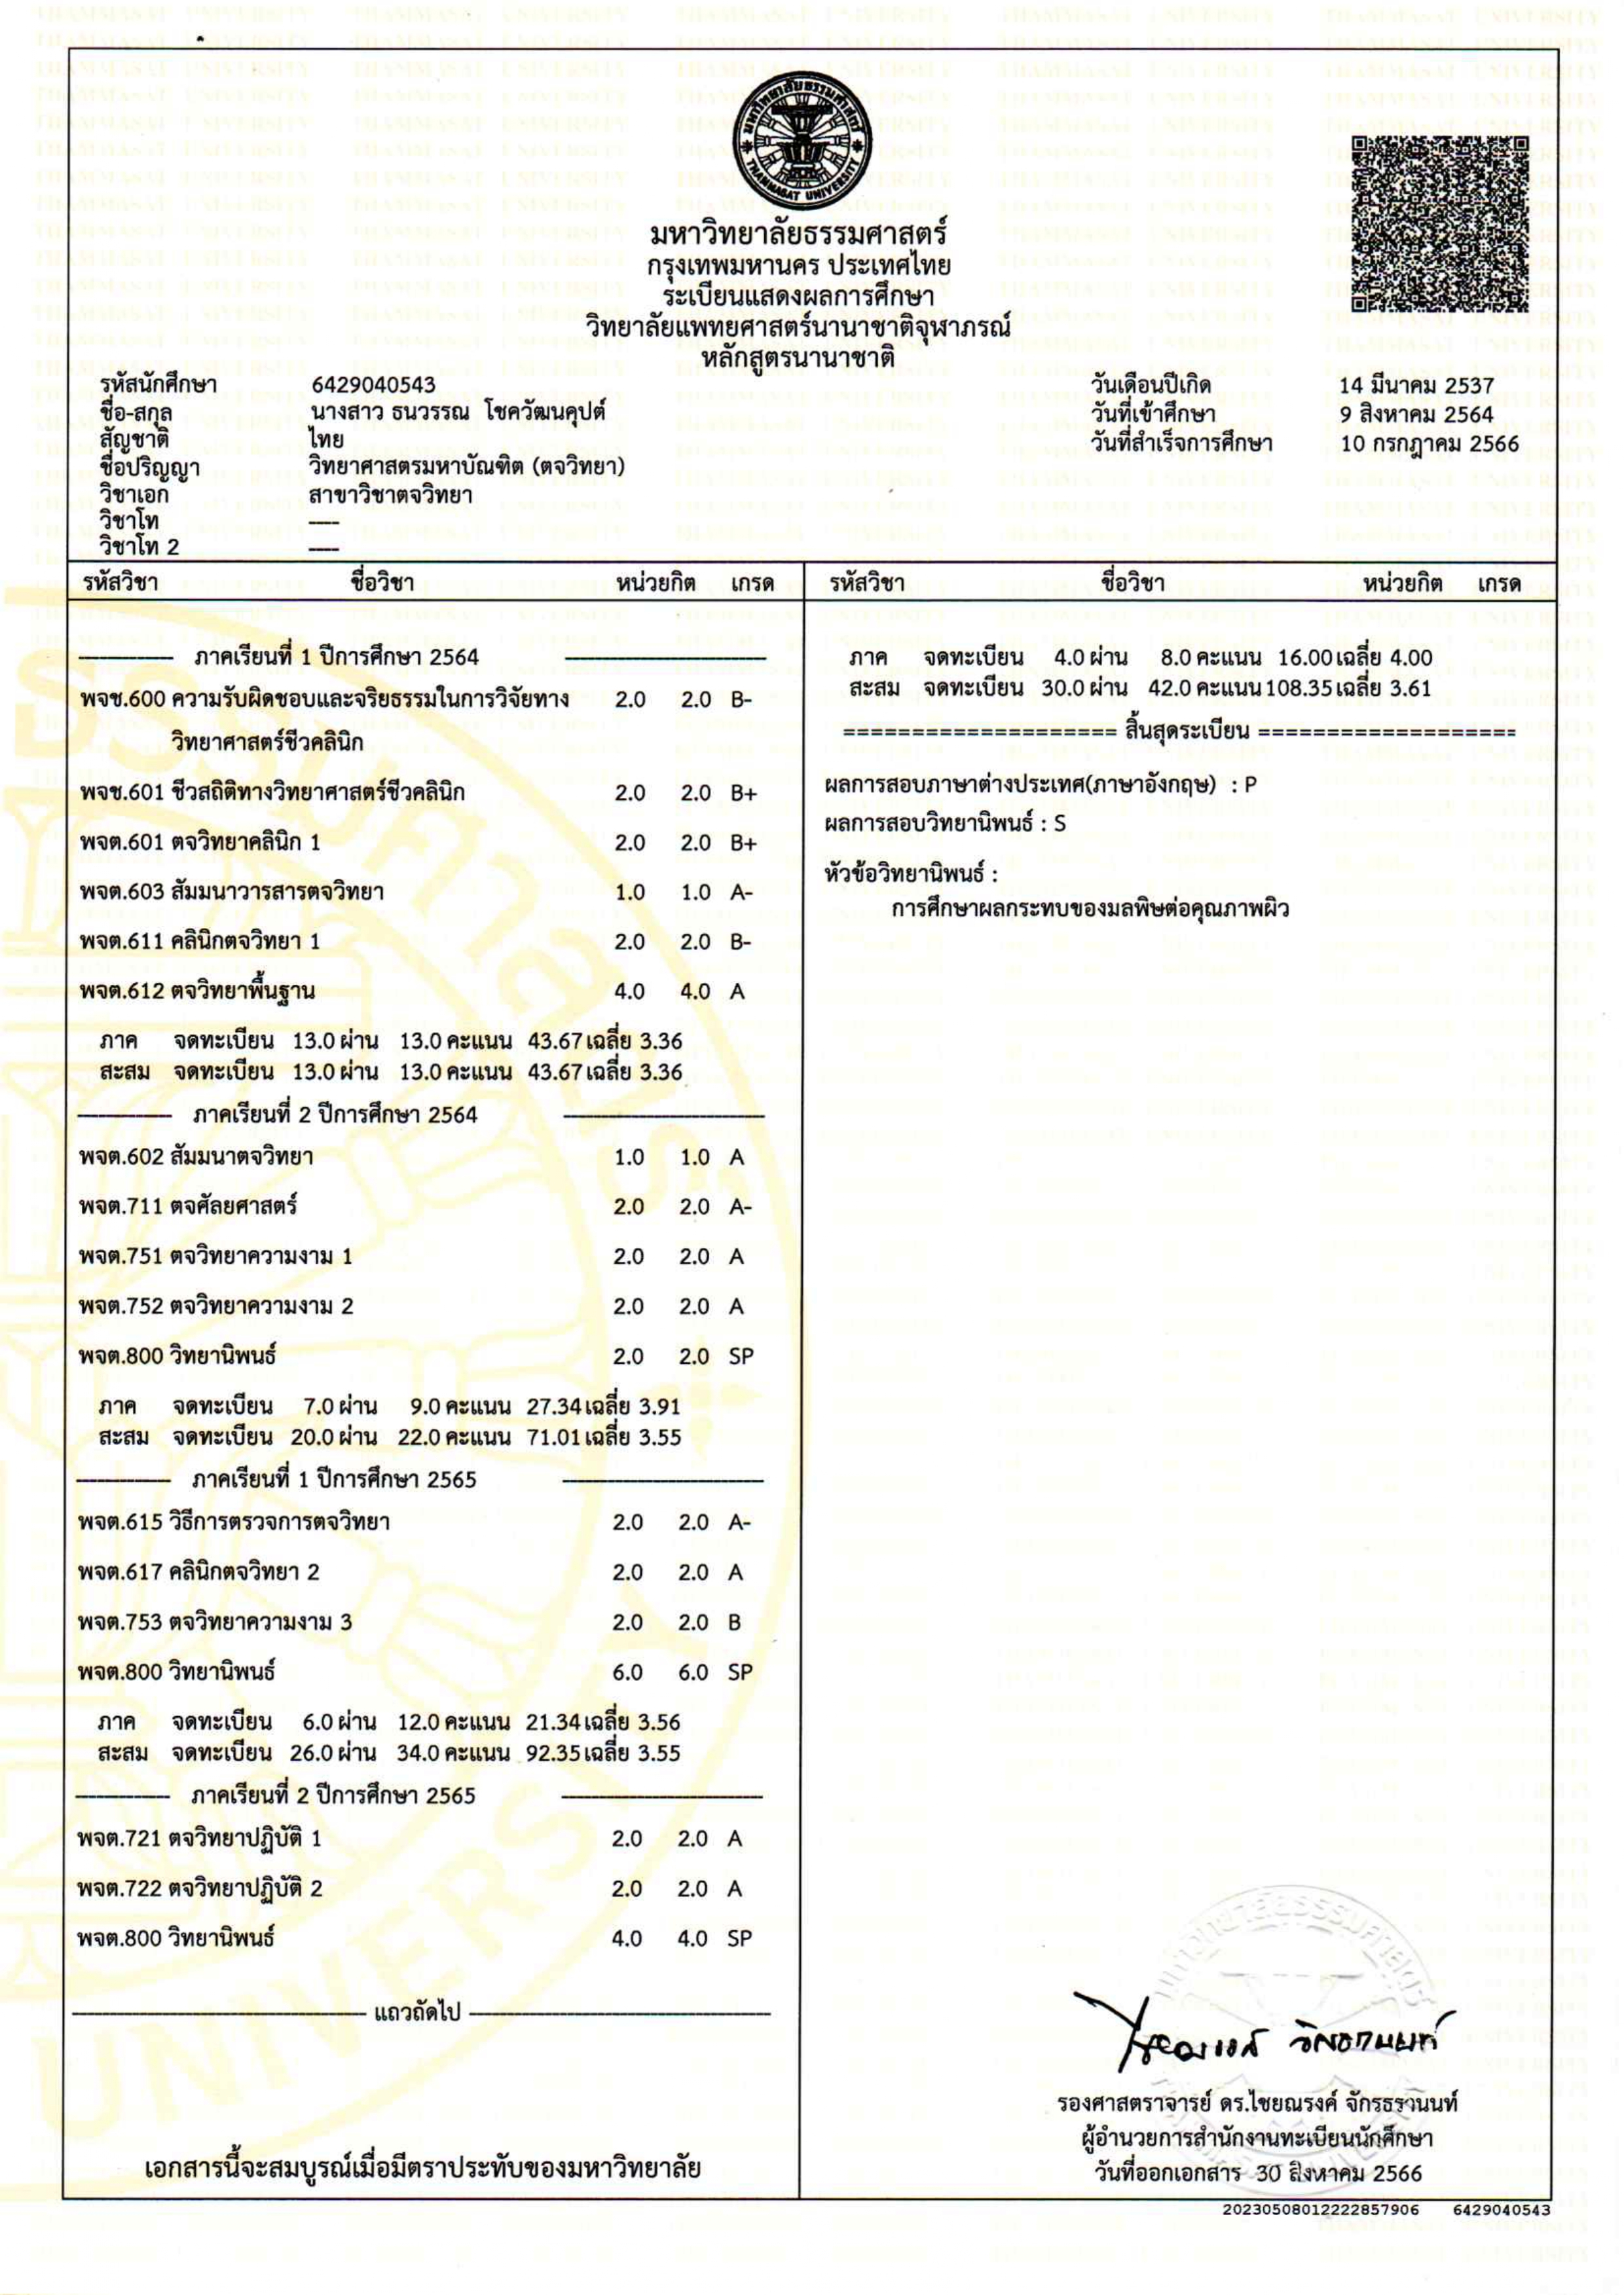 มหาวิทยาลัยธรรมศาสตร์
THAMMASAT UNIVERSITY
มหาวิทยาลัยธรรมศาสตร์
กรุงเทพมหานคร ประเทศไทย
ระเบียนแสดงผลการศึกษา
วิทยาลัยแพทยศาสตร์นานาชาติจุฬาภรณ์
หลักสูตรนานาชาติ
รหัสนักศึกษา 6429040543 วันเดือนปีเกิด 14 มีนาคม 2537
ชื่อ-สกุล นางสาว ธนวรรณ โชควัฒนคุปต์ วันที่เข้าศึกษา 9 สิงหาคม 2564
สัญชาติ ไทย วันที่สำเร็จการศึกษา 10 กรกฎาคม 2566
ชื่อปริญญา วิทยาศาสตรมหาบัณฑิต (ตจวิทยา)
วิชาเอก สาขาวิชาตจวิทยา
วิชาโท ----
วิชาโท 2 ----
รหัสวิชา ชื่อวิชา หน่วยกิต เกรด
ภาคเรียนที่ 1 ปีการศึกษา 2564
พจช.600 ความรับผิดชอบและจริยธรรมในการวิจัยทาง 2.0 2.0 B-
วิทยาศาสตร์ชีวคลินิก
พจช.601 ชีวสถิติทางวิทยาศาสตร์ชีวคลินิก 2.0 2.0 B+
พจต.601 ตจวิทยาคลินิก 1 2.0 2.0 B+
พจต.603 สัมมนาวารสารตจวิทยา 1.0 1.0 A-
พจต.611 คลินิกตจวิทยา 1 2.0 2.0 B-
พจต.612 ตจวิทยาพื้นฐาน 4.0 4.0 A
ภาค จดทะเบียน 13.0 ผ่าน 13.0 คะแนน 43.67 เฉลี่ย 3.36
สะสม จดทะเบียน 13.0 ผ่าน 13.0 คะแนน 43.67 เฉลี่ย 3.36
ภาคเรียนที่ 2 ปีการศึกษา 2564
พจต.602 สัมมนาตจวิทยา 1.0 1.0 A
พจต.711 ตจศัลยศาสตร์ 2.0 2.0 A-
พจต.751 ตจวิทยาความงาม 1 2.0 2.0 A
พจต.752 ตจวิทยาความงาม 2 2.0 2.0 A
พจต.800 วิทยานิพนธ์ 2.0 2.0 SP
ภาค จดทะเบียน 7.0 ผ่าน 9.0 คะแนน 27.34 เฉลี่ย 3.91
สะสม จดทะเบียน 20.0 ผ่าน 22.0 คะแนน 71.01 เฉลี่ย 3.55
ภาคเรียนที่ 1 ปีการศึกษา 2565
พจต.615 วิธีการตรวจการตจวิทยา 2.0 2.0 A-
พจต.617 คลินิกตจวิทยา 2 2.0 2.0 A
พจต.753 ตจวิทยาความงาม 3 2.0 2.0 B
พจต.800 วิทยานิพนธ์ 6.0 6.0 SP
ภาค จดทะเบียน 6.0 ผ่าน 12.0 คะแนน 21.34 เฉลี่ย 3.56
สะสม จดทะเบียน 26.0 ผ่าน 34.0 คะแนน 92.35 เฉลี่ย 3.55
ภาคเรียนที่ 2 ปีการศึกษา 2565
พจต.721 ตจวิทยาปฏิบัติ 1 2.0 2.0 A
พจต.722 ตจวิทยาปฏิบัติ 2 2.0 2.0 A
พจต.800 วิทยานิพนธ์ 4.0 4.0 SP
แถวถัดไป
เอกสารนี้จะสมบูรณ์เมื่อมีตราประทับของมหาวิทยาลัย
รหัสวิชา ชื่อวิชา หน่วยกิต เกรด
ภาค จดทะเบียน 4.0 ผ่าน 8.0 คะแนน 16.00 เฉลี่ย 4.00
สะสม จดทะเบียน 30.0 ผ่าน 42.0 คะแนน 108.35 เฉลี่ย 3.61
==================== สิ้นสุดระเบียน ===================
ผลการสอบภาษาต่างประเทศ(ภาษาอังกฤษ) : P
ผลการสอบวิทยานิพนธ์ : S
หัวข้อวิทยานิพนธ์ :
การศึกษาผลกระทบของมลพิษต่อคุณภาพผิว
รองศาสตราจารย์ ดร.ไชยณรงค์ จักรธรานนท์
ผู้อำนวยการสำนักงานทะเบียนนักศึกษา
วันที่ออกเอกสาร 30 สิงหาคม 2566
20230508012222857906 6429040543